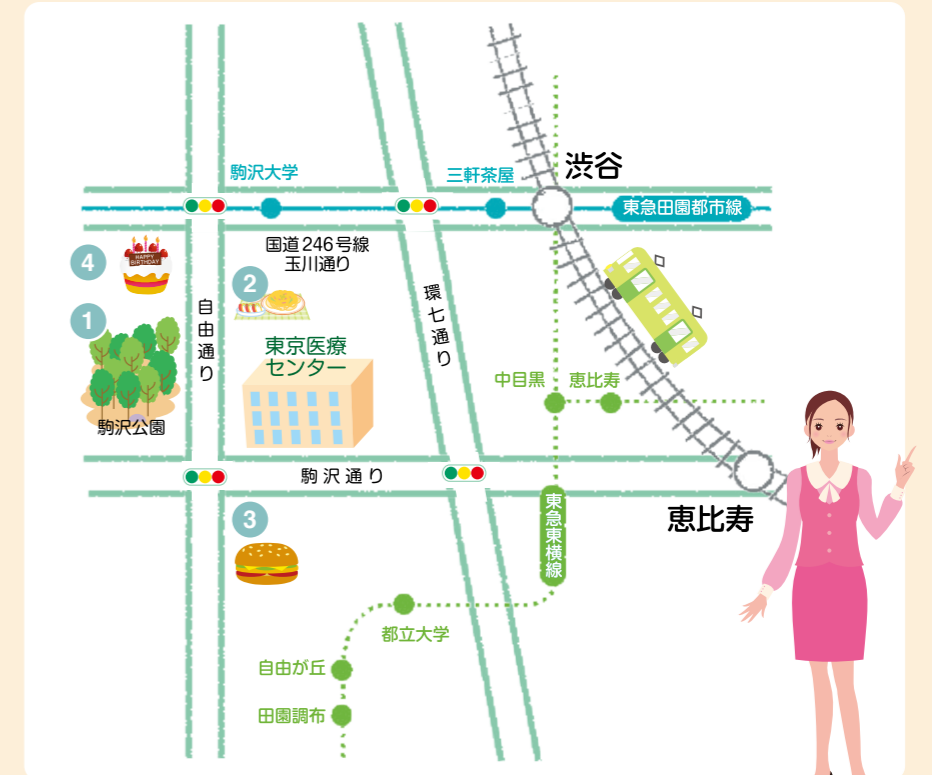 渋谷
駒沢大学
三軒茶屋
東急田園都市線
国道246号線
玉川通り
4
HAPPY
BIRTHDAY
2
1
自由通り
環七通り
東京医療
センター
中目黒
恵比寿
駒沢公園
駒沢通り
恵比寿
東急東横線
3
都立大学
自由が丘
田園調布